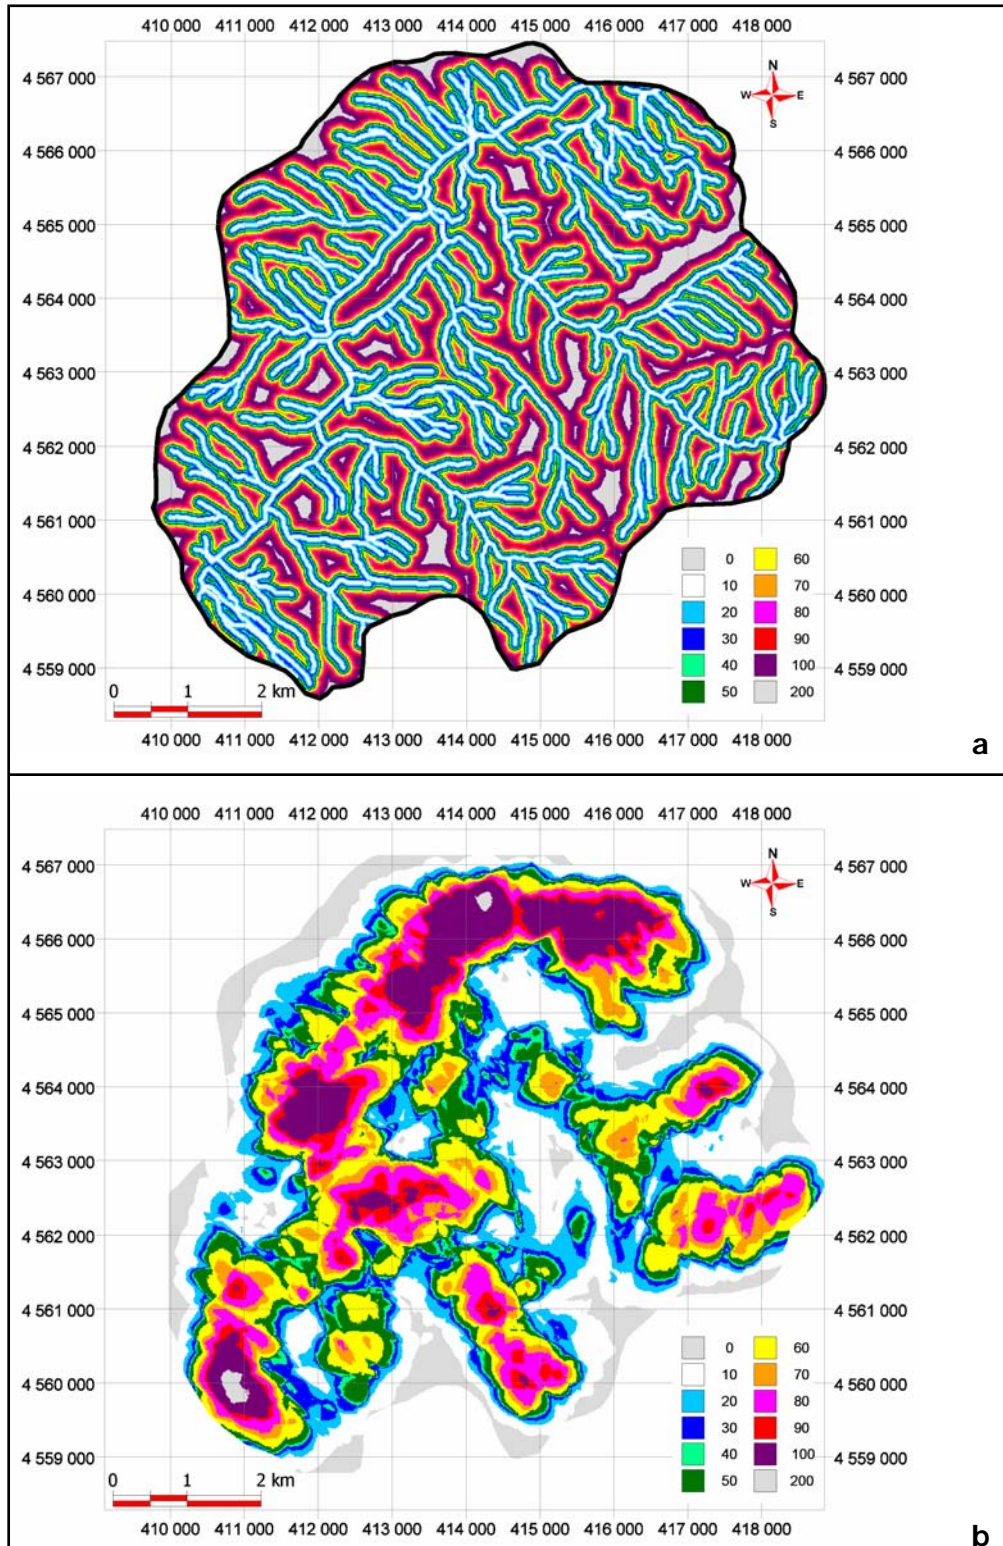 410 000 411 000 412 000 413 000 414 000 415 000 416 000 417 000 418 000
4 567 000 N 4 567 000
W E
S
4 566 000 4 566 000
4 565 000 4 565 000
4 564 000 4 564 000
4 563 000 4 563 000
4 562 000 4 562 000
4 561 000 4 561 000
0 60
4 560 000 10 70 4 560 000
20 80
30 90
4 559 000 40 100 4 559 000
0 1 2 km 50 200
410 000 411 000 412 000 413 000 414 000 415 000 416 000 417 000 418 000
a
410 000 411 000 412 000 413 000 414 000 415 000 416 000 417 000 418 000
4 567 000 N 4 567 000
W E
S
4 566 000 4 566 000
4 565 000 4 565 000
4 564 000 4 564 000
4 563 000 4 563 000
4 562 000 4 562 000
4 561 000 4 561 000
0 60
4 560 000 10 70 4 560 000
20 80
30 90
4 559 000 40 100 4 559 000
0 1 2 km 50 200
410 000 411 000 412 000 413 000 414 000 415 000 416 000 417 000 418 000
b